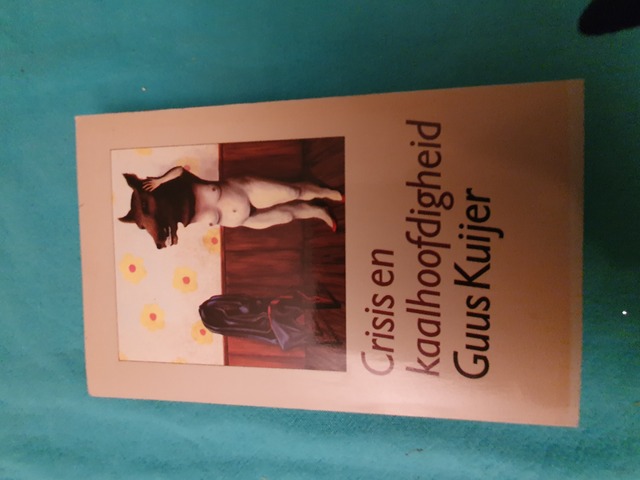 Crisis en
kaalhoofdigheid
Guus Kuijer